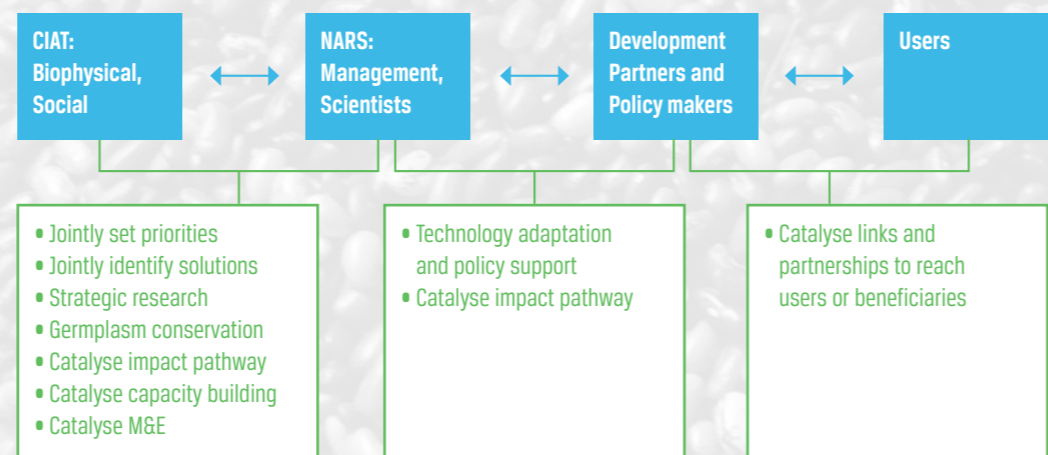 CIAT:
Biophysical,
Social
NARS:
Management,
Scientists
Development
Partners and
Policy makers
Users
• Jointly set priorities
• Jointly identify solutions
• Strategic research
• Germplasm conservation
• Catalyse impact pathway
• Catalyse capacity building
• Catalyse M&E
• Technology adaptation
and policy support
• Catalyse impact pathway
• Catalyse links and
partnerships to reach
users or beneficiaries